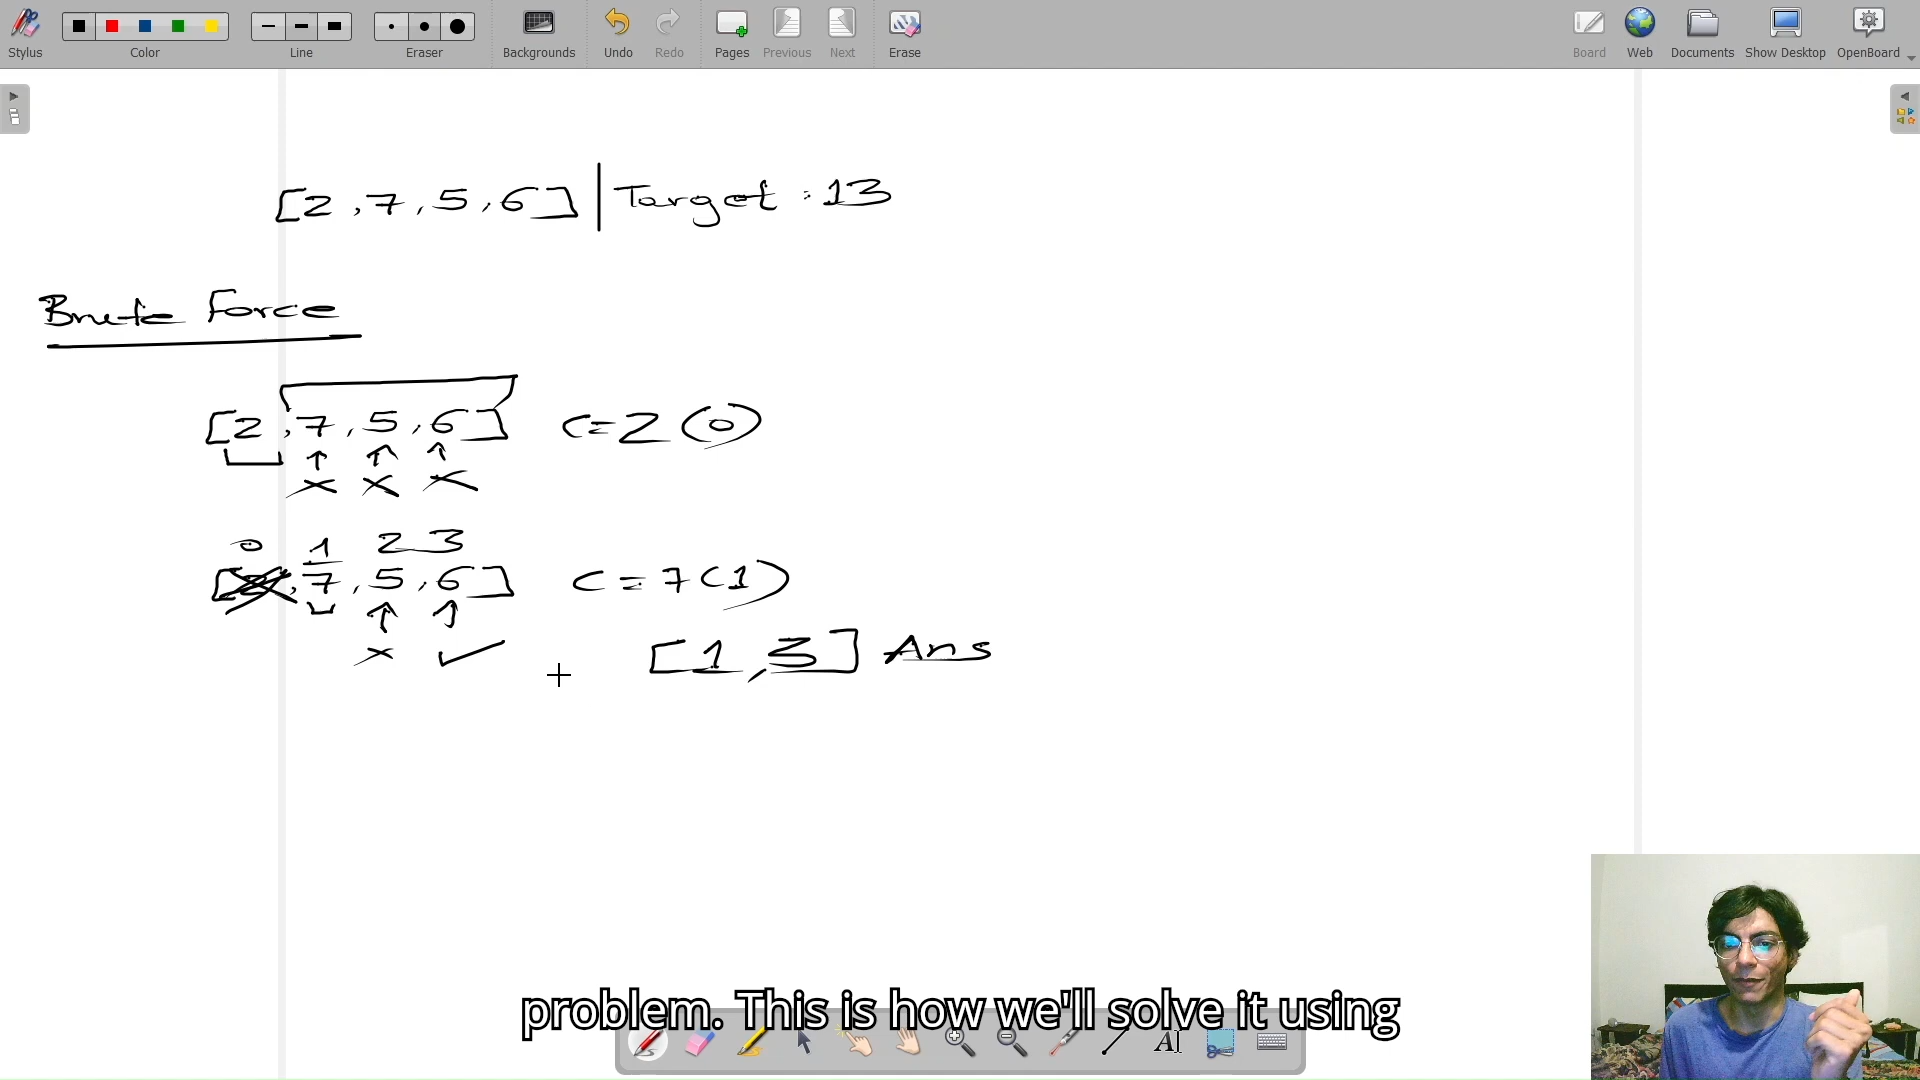 Stylus Color Line Eraser Backgrounds Undo Redo Pages Previous Next Erase Board Web Documents Show Desktop OpenBoard
[2,7,5,6] | Target : 13
Brute Force
[2,7,5,6] C=2(0)
0 1 2 3
[2,7,5,6] C=7(1)
[1,3] Ans
problem. This is how we'll solve it using